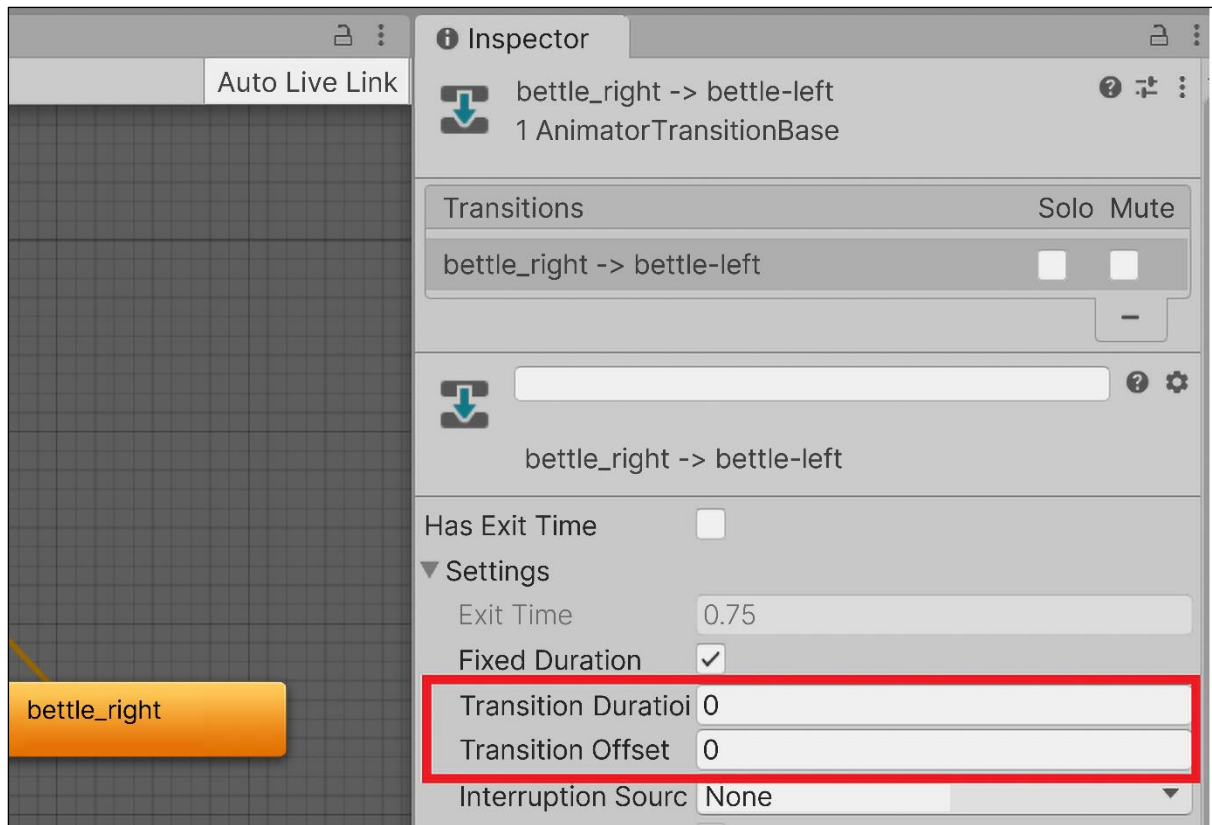 Inspector
Auto Live Link
bettle_right -> bettle-left
1 AnimatorTransitionBase
Transitions Solo Mute
bettle_right -> bettle-left
bettle_right -> bettle-left
Has Exit Time
Settings
Exit Time 0.75
Fixed Duration
bettle_right
Transition Duratioi 0
Transition Offset 0
Interruption Sourc None